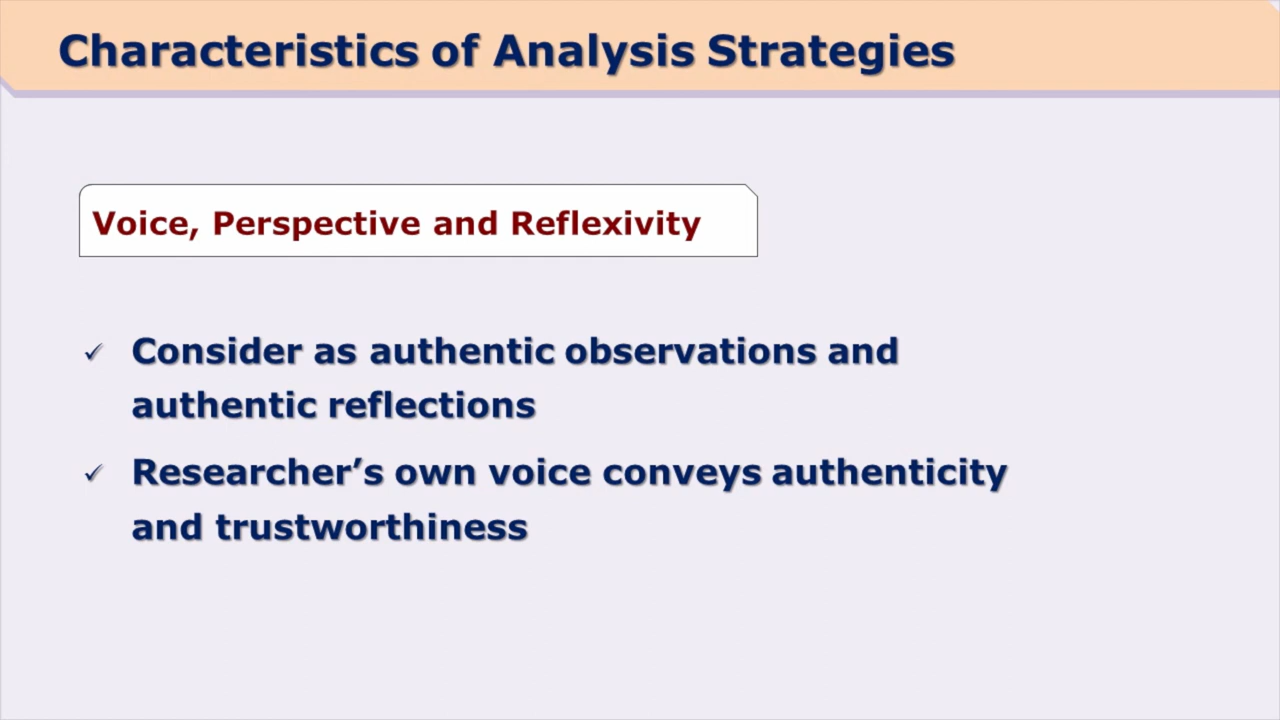 Characteristics of Analysis Strategies
Voice, Perspective and Reflexivity
✓ Consider as authentic observations and
authentic reflections
✓ Researcher’s own voice conveys authenticity
and trustworthiness